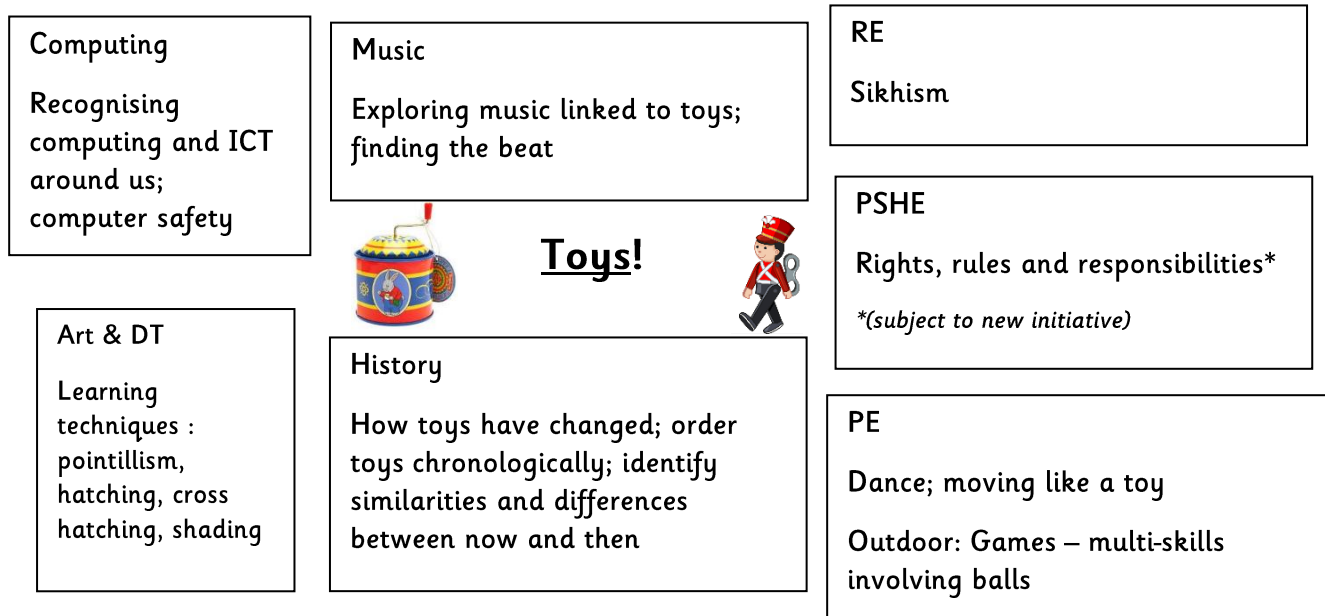 Computing
Recognising
computing and ICT
around us;
computer safety
Music
Exploring music linked to toys;
finding the beat
RE
Sikhism
Toys!
PSHE
Rights, rules and responsibilities*
*(subject to new initiative)
Art & DT
Learning
techniques :
pointillism,
hatching, cross
hatching, shading
History
How toys have changed; order
toys chronologically; identify
similarities and differences
between now and then
PE
Dance; moving like a toy
Outdoor: Games – multi-skills
involving balls